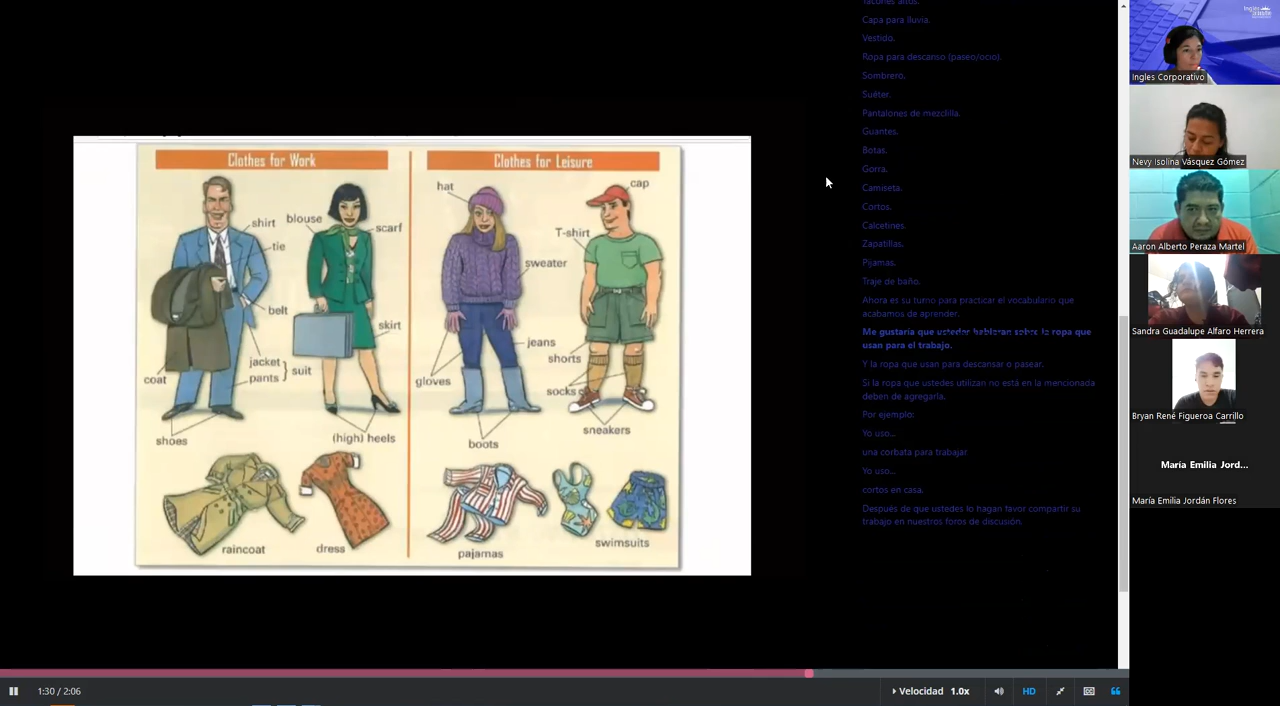 Tacones altos.
Capa para lluvia.
Vestido.
Ropa para descanso (paseo/ocio).
Sombrero.
Suéter.
Pantalones de mezclilla.
Guantes.
Botas.
Gorra.
Camiseta.
Cortos.
Calcetines.
Zapatillas.
Pijamas.
Traje de baño.
Ahora es su turno para practicar el vocabulario que
acabamos de aprender.
Me gustaría que ustedes hablaran sobre la ropa que
usan para el trabajo.
Y la ropa que usan para descansar o pasear.
Si la ropa que ustedes utilizan no está en la mencionada
deben de agregarla.
Por ejemplo:
Yo uso...
una corbata para trabajar
Yo uso...
cortos en casa.
Después de que ustedes lo hagan favor compartir su
trabajo en nuestros foros de discusión.
Clothes for Work
shirt
blouse
scarf
tie
belt
skirt
jacket
pants
suit
coat
shoes
(high) heels
raincoat
dress
Clothes for Leisure
hat
cap
T-shirt
sweater
jeans
shorts
gloves
socks
boots
sneakers
pajamas
swimsuits
Ingles Corporativo
Nevy Isolina Vásquez Gómez
Aaron Alberto Peraza Martel
Sandra Guadalupe Alfaro Herrera
Bryan René Figueroa Carrillo
María Emilia Jord...
María Emilia Jordán Flores
1:30 / 2:06
Velocidad 1.0x
HD